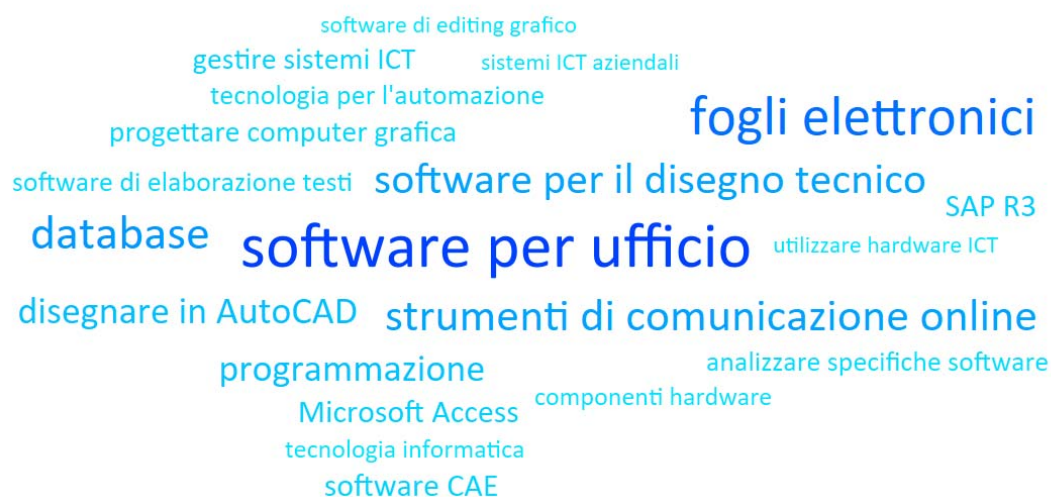 software di editing grafico
gestire sistemi ICT
sistemi ICT aziendali
tecnologia per l'automazione
fogli elettronici
progettare computer grafica
software di elaborazione testi
software per il disegno tecnico
SAP R3
database
software per ufficio
utilizzare hardware ICT
disegnare in AutoCAD
strumenti di comunicazione online
programmazione
analizzare specifiche software
Microsoft Access
componenti hardware
tecnologia informatica
software CAE